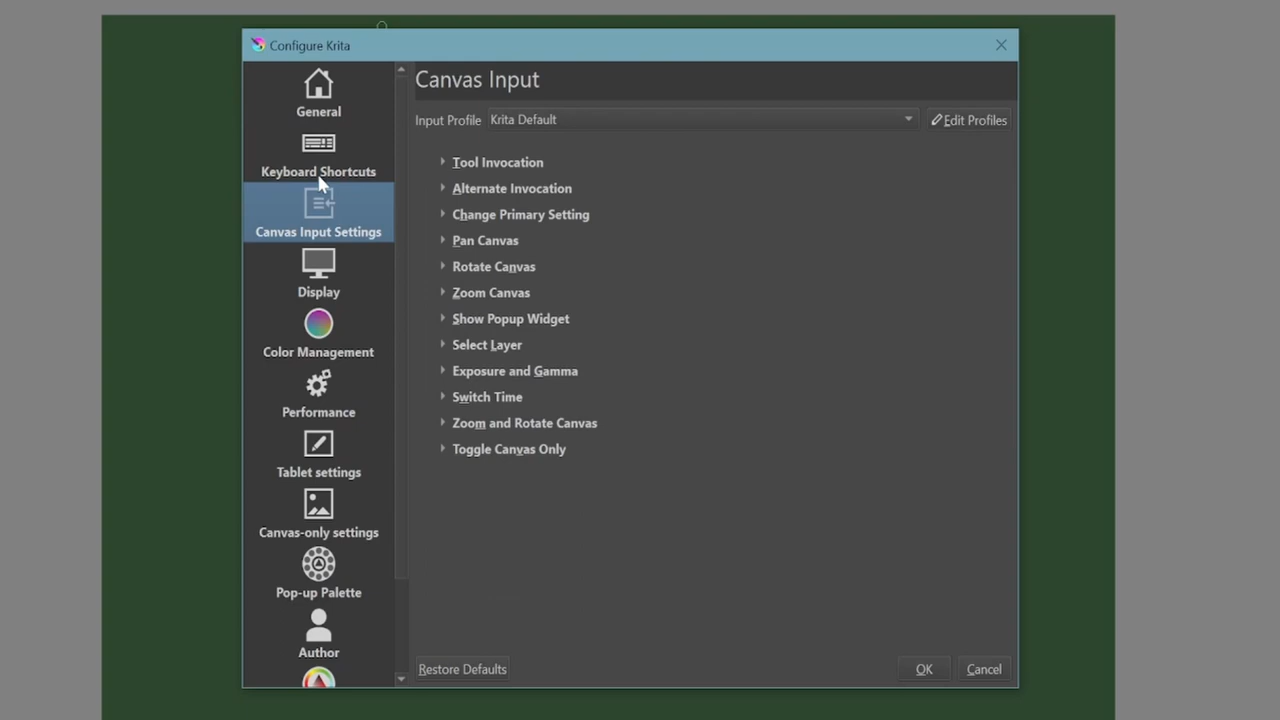 Configure Krita
General
Keyboard Shortcuts
Canvas Input Settings
Display
Color Management
Performance
Tablet settings
Canvas-only settings
Pop-up Palette
Author
Canvas Input
Input Profile Krita Default Edit Profiles
Tool Invocation
Alternate Invocation
Change Primary Setting
Pan Canvas
Rotate Canvas
Zoom Canvas
Show Popup Widget
Select Layer
Exposure and Gamma
Switch Time
Zoom and Rotate Canvas
Toggle Canvas Only
Restore Defaults OK Cancel